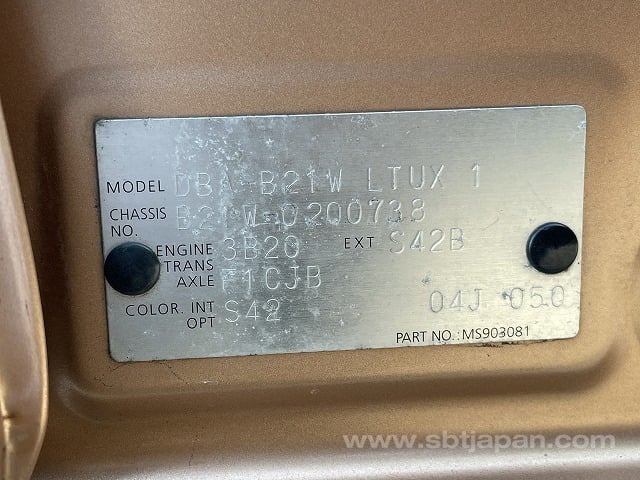 MODEL DBA-B21W LTUX 1
CHASSIS NO. B21W-0200738
ENGINE 3B20 EXT S42B
TRANS AXLE F1CJB
COLOR. INT S42
OPT 04J 050
PART NO.: MS903081
www.sbtjapan.com